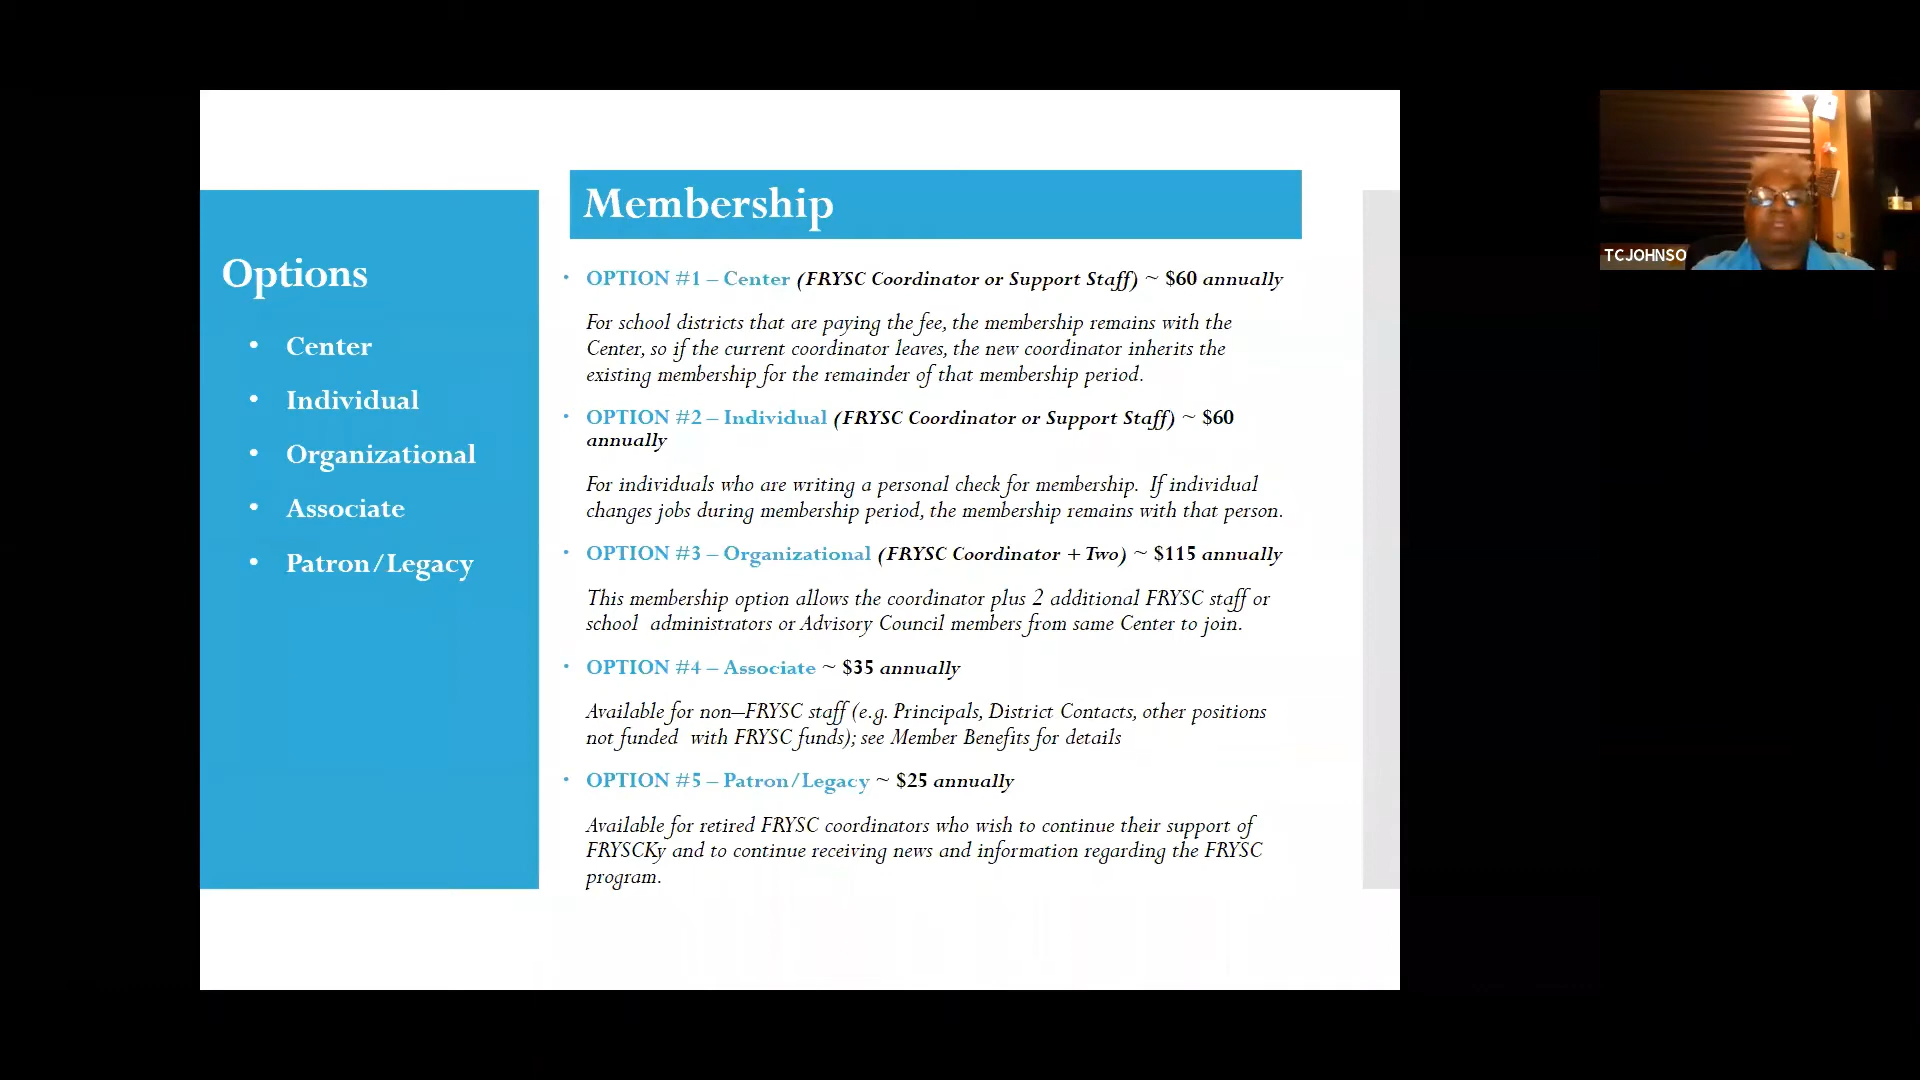 Membership
Options
• Center
• Individual
• Organizational
• Associate
• Patron/Legacy
• OPTION #1 – Center (FRYSC Coordinator or Support Staff) ~ $60 annually
For school districts that are paying the fee, the membership remains with the
Center, so if the current coordinator leaves, the new coordinator inherits the
existing membership for the remainder of that membership period.
• OPTION #2 – Individual (FRYSC Coordinator or Support Staff) ~ $60
annually
For individuals who are writing a personal check for membership. If individual
changes jobs during membership period, the membership remains with that person.
• OPTION #3 – Organizational (FRYSC Coordinator + Two) ~ $115 annually
This membership option allows the coordinator plus 2 additional FRYSC staff or
school administrators or Advisory Council members from same Center to join.
• OPTION #4 – Associate ~ $35 annually
Available for non–FRYSC staff (e.g. Principals, District Contacts, other positions
not funded with FRYSC funds); see Member Benefits for details
• OPTION #5 – Patron/Legacy ~ $25 annually
Available for retired FRYSC coordinators who wish to continue their support of
FRYSCKy and to continue receiving news and information regarding the FRYSC
program.
TCJOHNSO